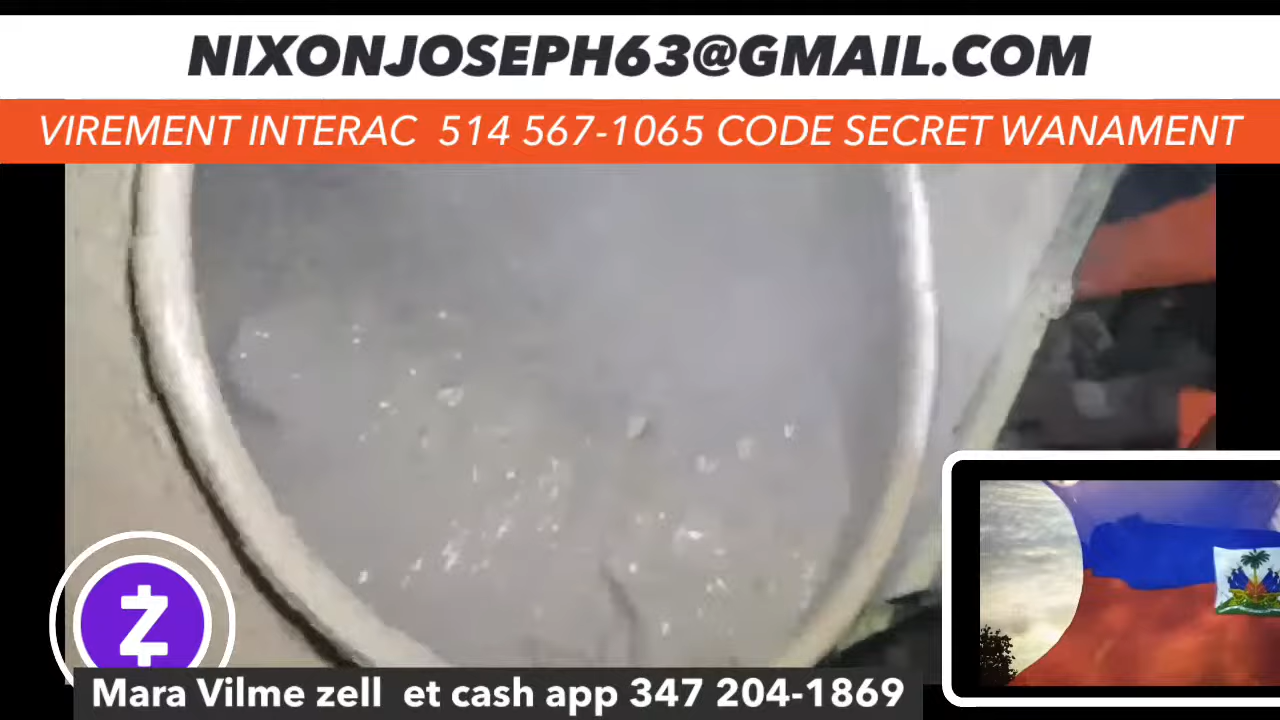 NIXONJOSEPH63@GMAIL.COM
VIREMENT INTERAC 514 567-1065 CODE SECRET WANAMENT
Mara Vilme zell et cash app 347 204-1869